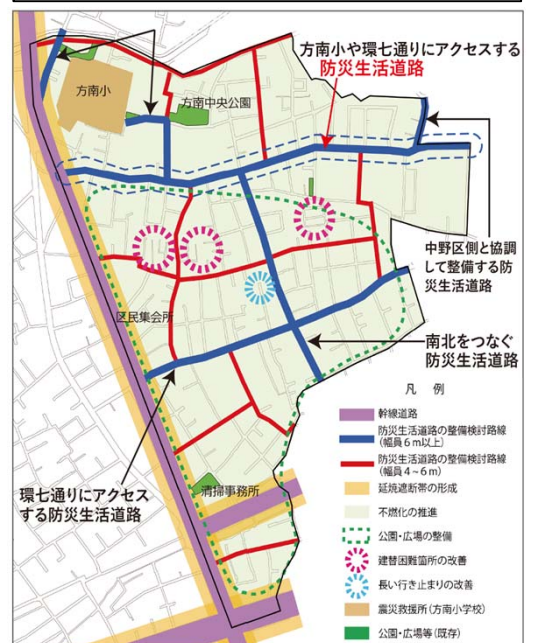 方南小や環七通りにアクセスする
防災生活道路
方南小
方南中央公園
中野区側と協調
して整備する防
災生活道路
区民集会所
南北をつなぐ
防災生活道路
環七通りにアクセス
する防災生活道路
清掃事務所
凡 例
幹線道路
防災生活道路の整備検討路線
(幅員6m以上)
防災生活道路の整備検討路線
(幅員4~6m)
延焼遮断帯の形成
不燃化の推進
公園・広場の整備
建替困難箇所の改善
長い行き止まりの改善
震災救援所(方南小学校)
公園・広場等(既存)